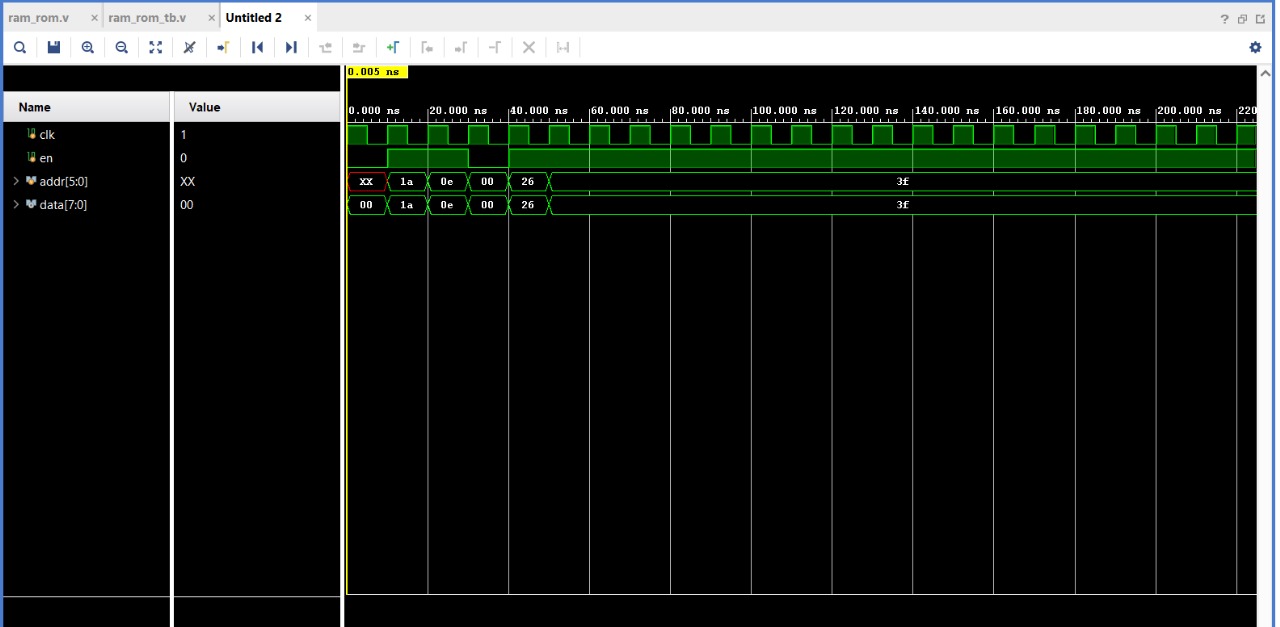 ram_rom.v × ram_rom_tb.v × Untitled 2 ×
0.005 ns
Name Value
0.000 ns 20.000 ns 40.000 ns 60.000 ns 80.000 ns 100.000 ns 120.000 ns 140.000 ns 160.000 ns 180.000 ns 200.000 ns 220
clk 1
en 0
addr[5:0] XX XX 1a 0e 00 26 3f
data[7:0] 00 00 1a 0e 00 26 3f